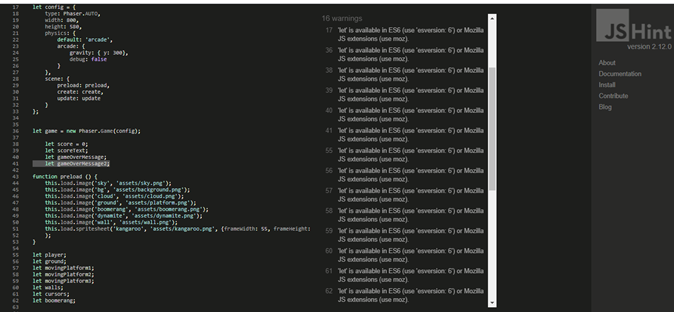 17 let config = {
18 type: Phaser.AUTO,
19 width: 800,
20 height: 580,
21 physics: {
22 default: 'arcade',
23 arcade: {
24 gravity: { y: 300},
25 debug: false
26 }
27 },
28 scene: {
29 preload: preload,
30 create: create,
31 update: update
32 }
33 };
34
35
36 let game = new Phaser.Game(config);
37
38 let score = 0;
39 let scoreText;
40 let gameOverMessage;
41 let gameOverMessage2;
42
43 function preload () {
44 this.load.image('sky', 'assets/sky.png');
45 this.load.image('bg', 'assets/background.png');
46 this.load.image('cloud', 'assets/cloud.png');
47 this.load.image('ground', 'assets/platform.png');
48 this.load.image('boomerang', 'assets/boomerang.png');
49 this.load.image('dynamite', 'assets/dynamite.png');
50 this.load.image('wall', 'assets/wall.png');
51 this.load.spritesheet('kangaroo', 'assets/kangaroo.png', {frameWidth: 55, frameHeight:
52 );
53 }
54
55 let player;
56 let ground;
57 let movingPlatform1;
58 let movingPlatform2;
59 let movingPlatform3;
60 let walls;
61 let cursors;
62 let boomerang;
63
16 warnings
17 'let' is available in ES6 (use 'esversion: 6') or Mozilla
JS extensions (use moz).
36 'let' is available in ES6 (use 'esversion: 6') or Mozilla
JS extensions (use moz).
38 'let' is available in ES6 (use 'esversion: 6') or Mozilla
JS extensions (use moz).
39 'let' is available in ES6 (use 'esversion: 6') or Mozilla
JS extensions (use moz).
40 'let' is available in ES6 (use 'esversion: 6') or Mozilla
JS extensions (use moz).
41 'let' is available in ES6 (use 'esversion: 6') or Mozilla
JS extensions (use moz).
55 'let' is available in ES6 (use 'esversion: 6') or Mozilla
JS extensions (use moz).
56 'let' is available in ES6 (use 'esversion: 6') or Mozilla
JS extensions (use moz).
57 'let' is available in ES6 (use 'esversion: 6') or Mozilla
JS extensions (use moz).
58 'let' is available in ES6 (use 'esversion: 6') or Mozilla
JS extensions (use moz).
59 'let' is available in ES6 (use 'esversion: 6') or Mozilla
JS extensions (use moz).
60 'let' is available in ES6 (use 'esversion: 6') or Mozilla
JS extensions (use moz).
61 'let' is available in ES6 (use 'esversion: 6') or Mozilla
JS extensions (use moz).
62 'let' is available in ES6 (use 'esversion: 6') or Mozilla
JS extensions (use moz).
JSHint
version 2.12.0
About
Documentation
Install
Contribute
Blog